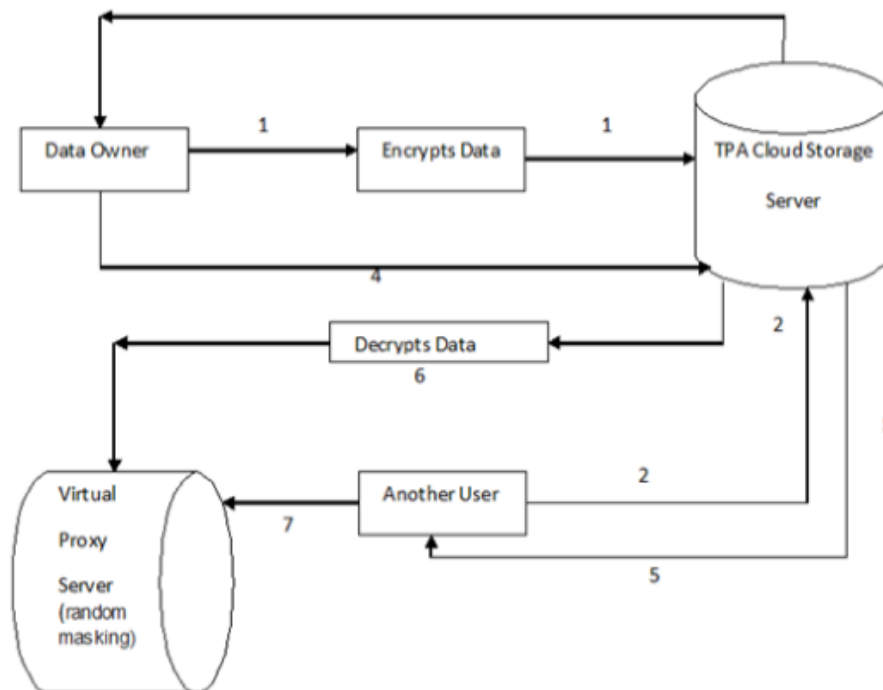 1
1
Data Owner
Encrypts Data
TPA Cloud Storage
Server
4
2
Decrypts Data
6
Virtual
Proxy
Server
(random
masking)
Another User
2
7
5